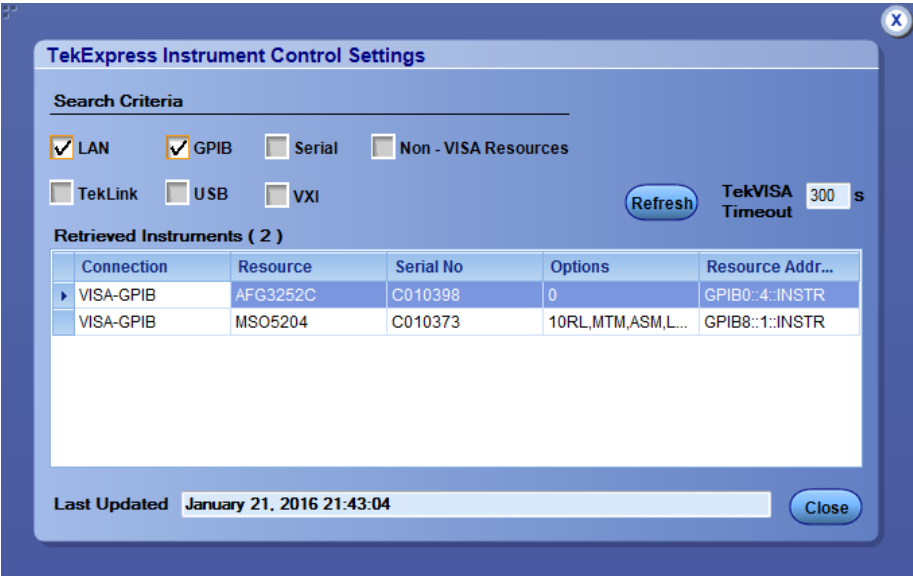 X
TekExpress Instrument Control Settings
Search Criteria
LAN GPIB Serial Non - VISA Resources
TekLink USB VXI
Refresh TekVISA Timeout 300 s
Retrieved Instruments ( 2 )
Connection Resource Serial No Options Resource Addr...
VISA-GPIB AFG3252C C010398 0 GPIB0::4::INSTR
VISA-GPIB MSO5204 C010373 10RL,MTM,ASM,L... GPIB8::1::INSTR
Last Updated January 21, 2016 21:43:04
Close